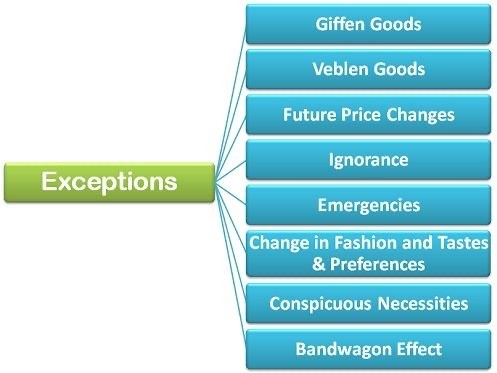 Exceptions
Giffen Goods
Veblen Goods
Future Price Changes
Ignorance
Emergencies
Change in Fashion and Tastes
& Preferences
Conspicuous Necessities
Bandwagon Effect